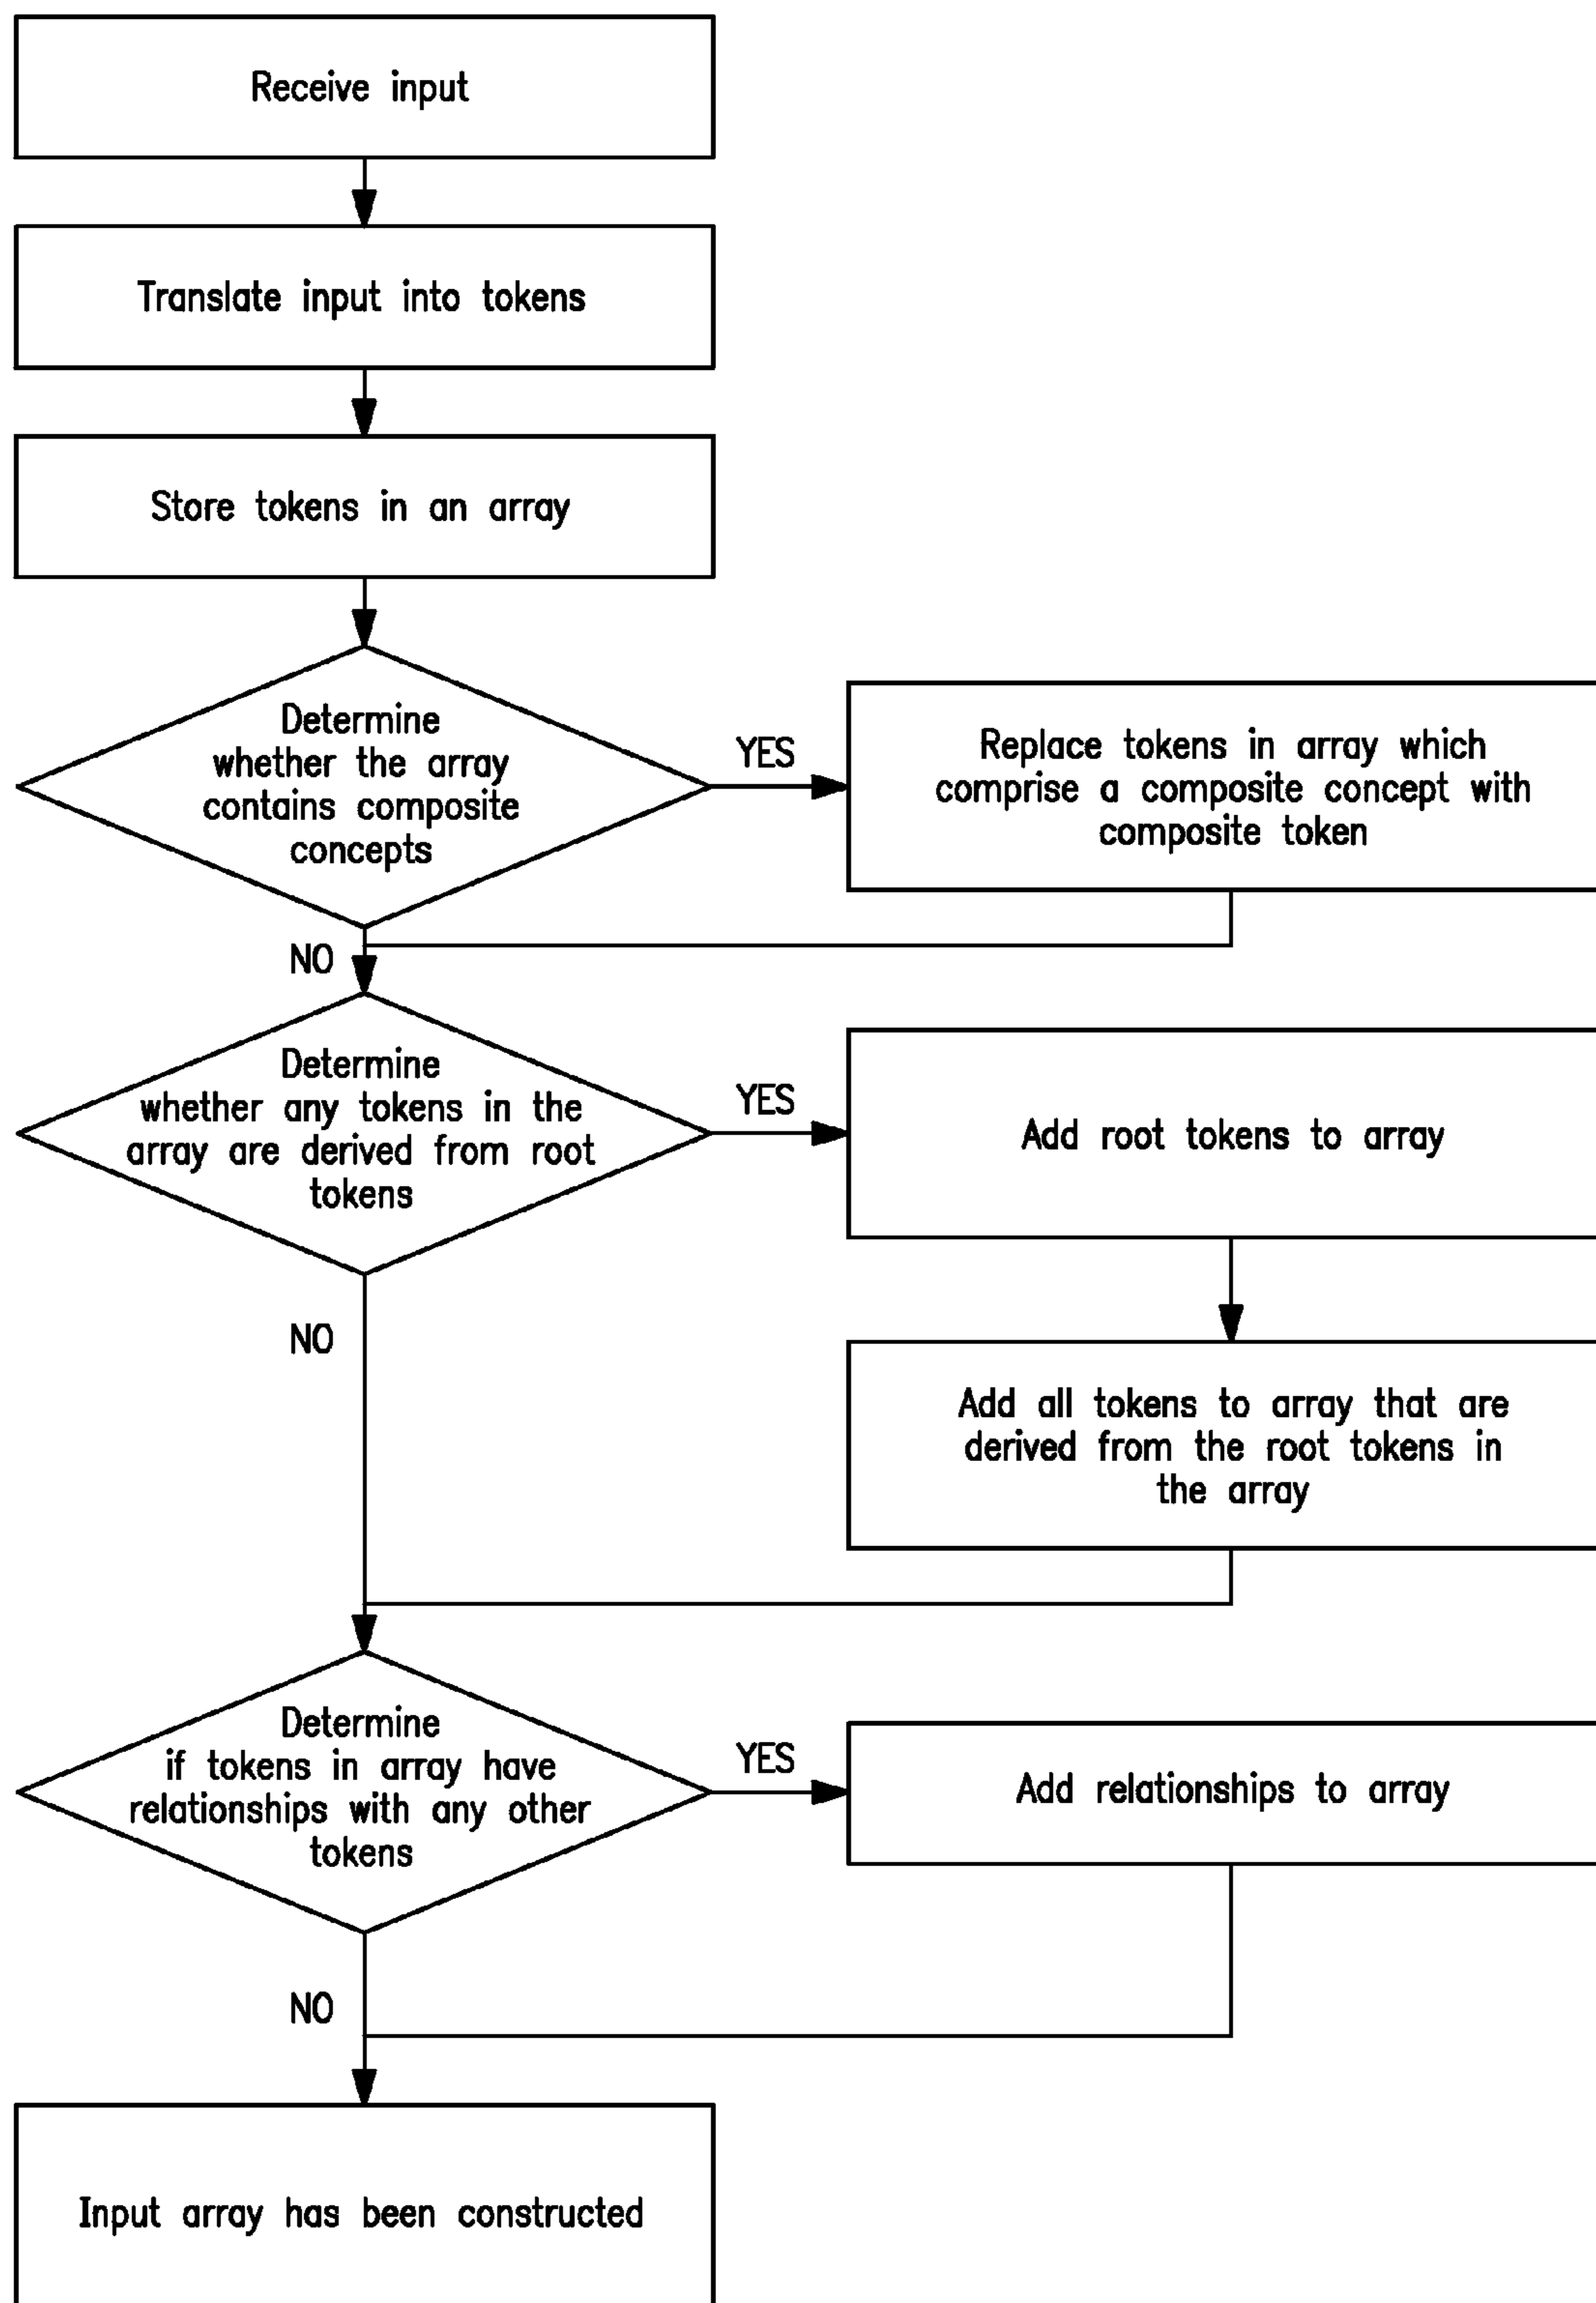 Receive input
Translate input into tokens
Store tokens in an array
Determine
whether the array
contains composite
concepts
YES
Replace tokens in array which
comprise a composite concept with
composite token
NO
Determine
whether any tokens in the
array are derived from root
tokens
YES
Add root tokens to array
NO
Add all tokens to array that are
derived from the root tokens in
the array
Determine
if tokens in array have
relationships with any other
tokens
YES
Add relationships to array
NO
Input array has been constructed